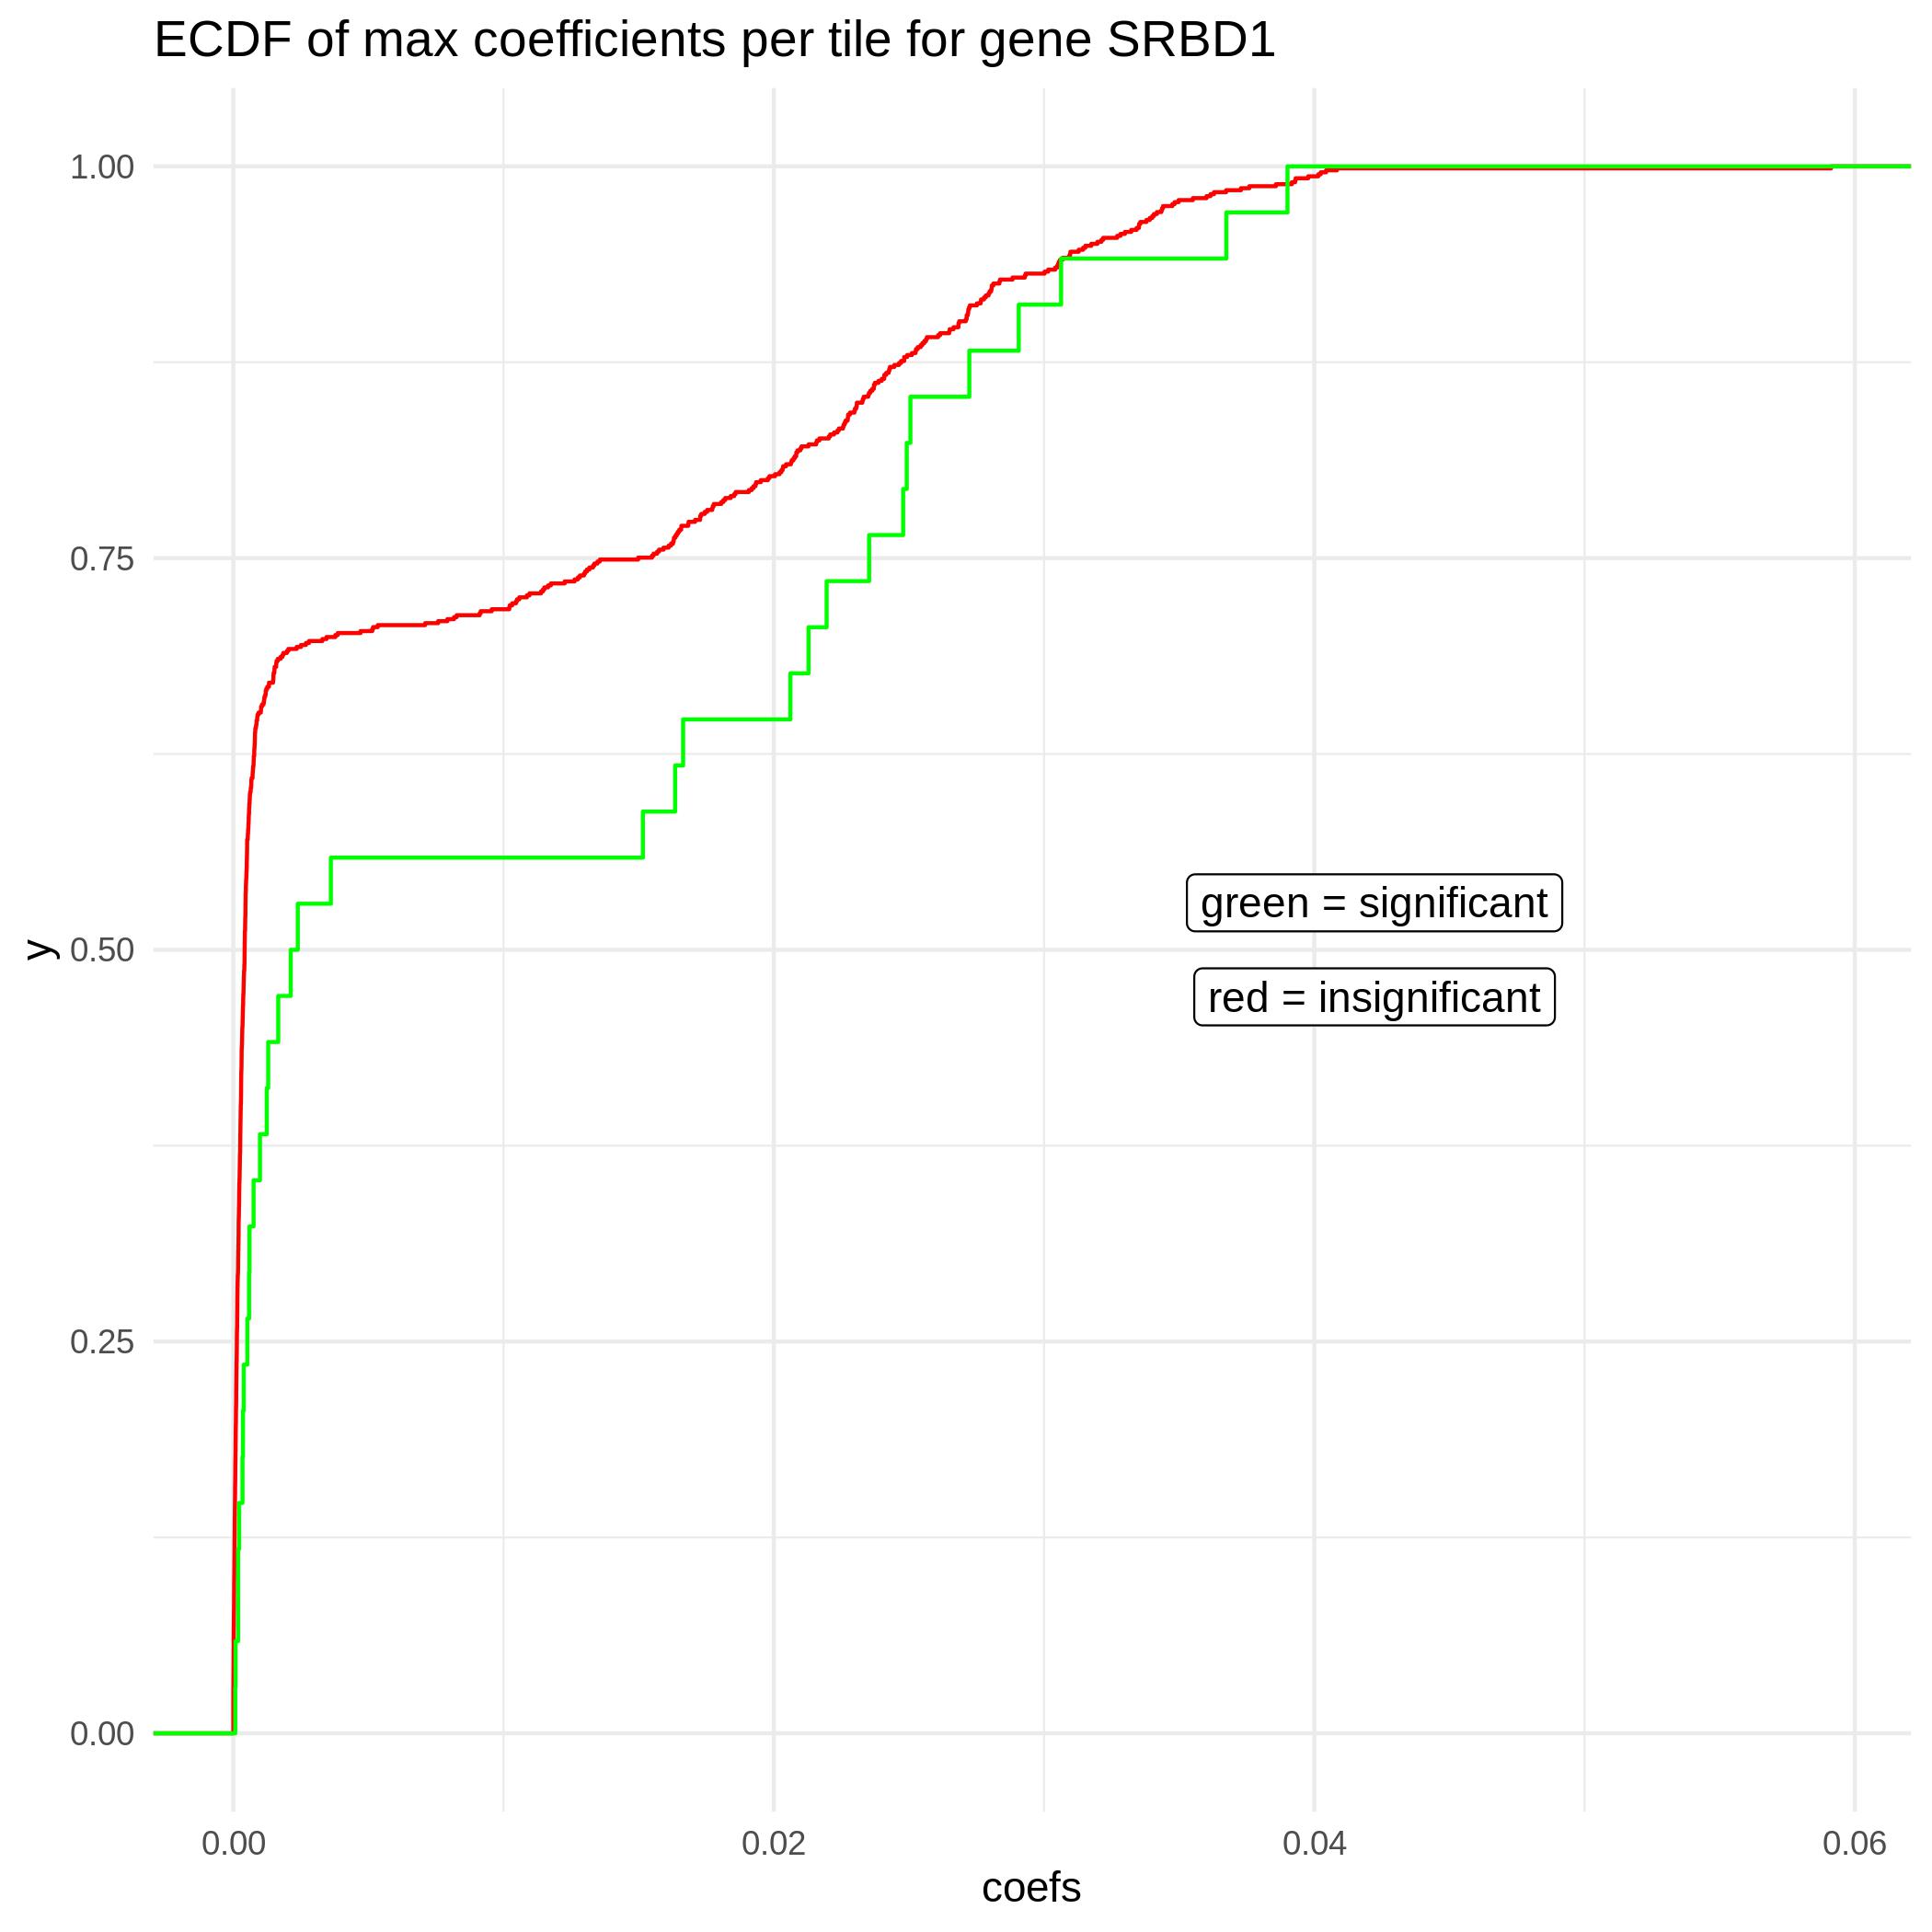 ECDF of max coefficients per tile for gene SRBD1
1.00
0.75
0.50
0.25
0.00
y
green = significant
red = insignificant
0.00 0.02 0.04 0.06
coefs